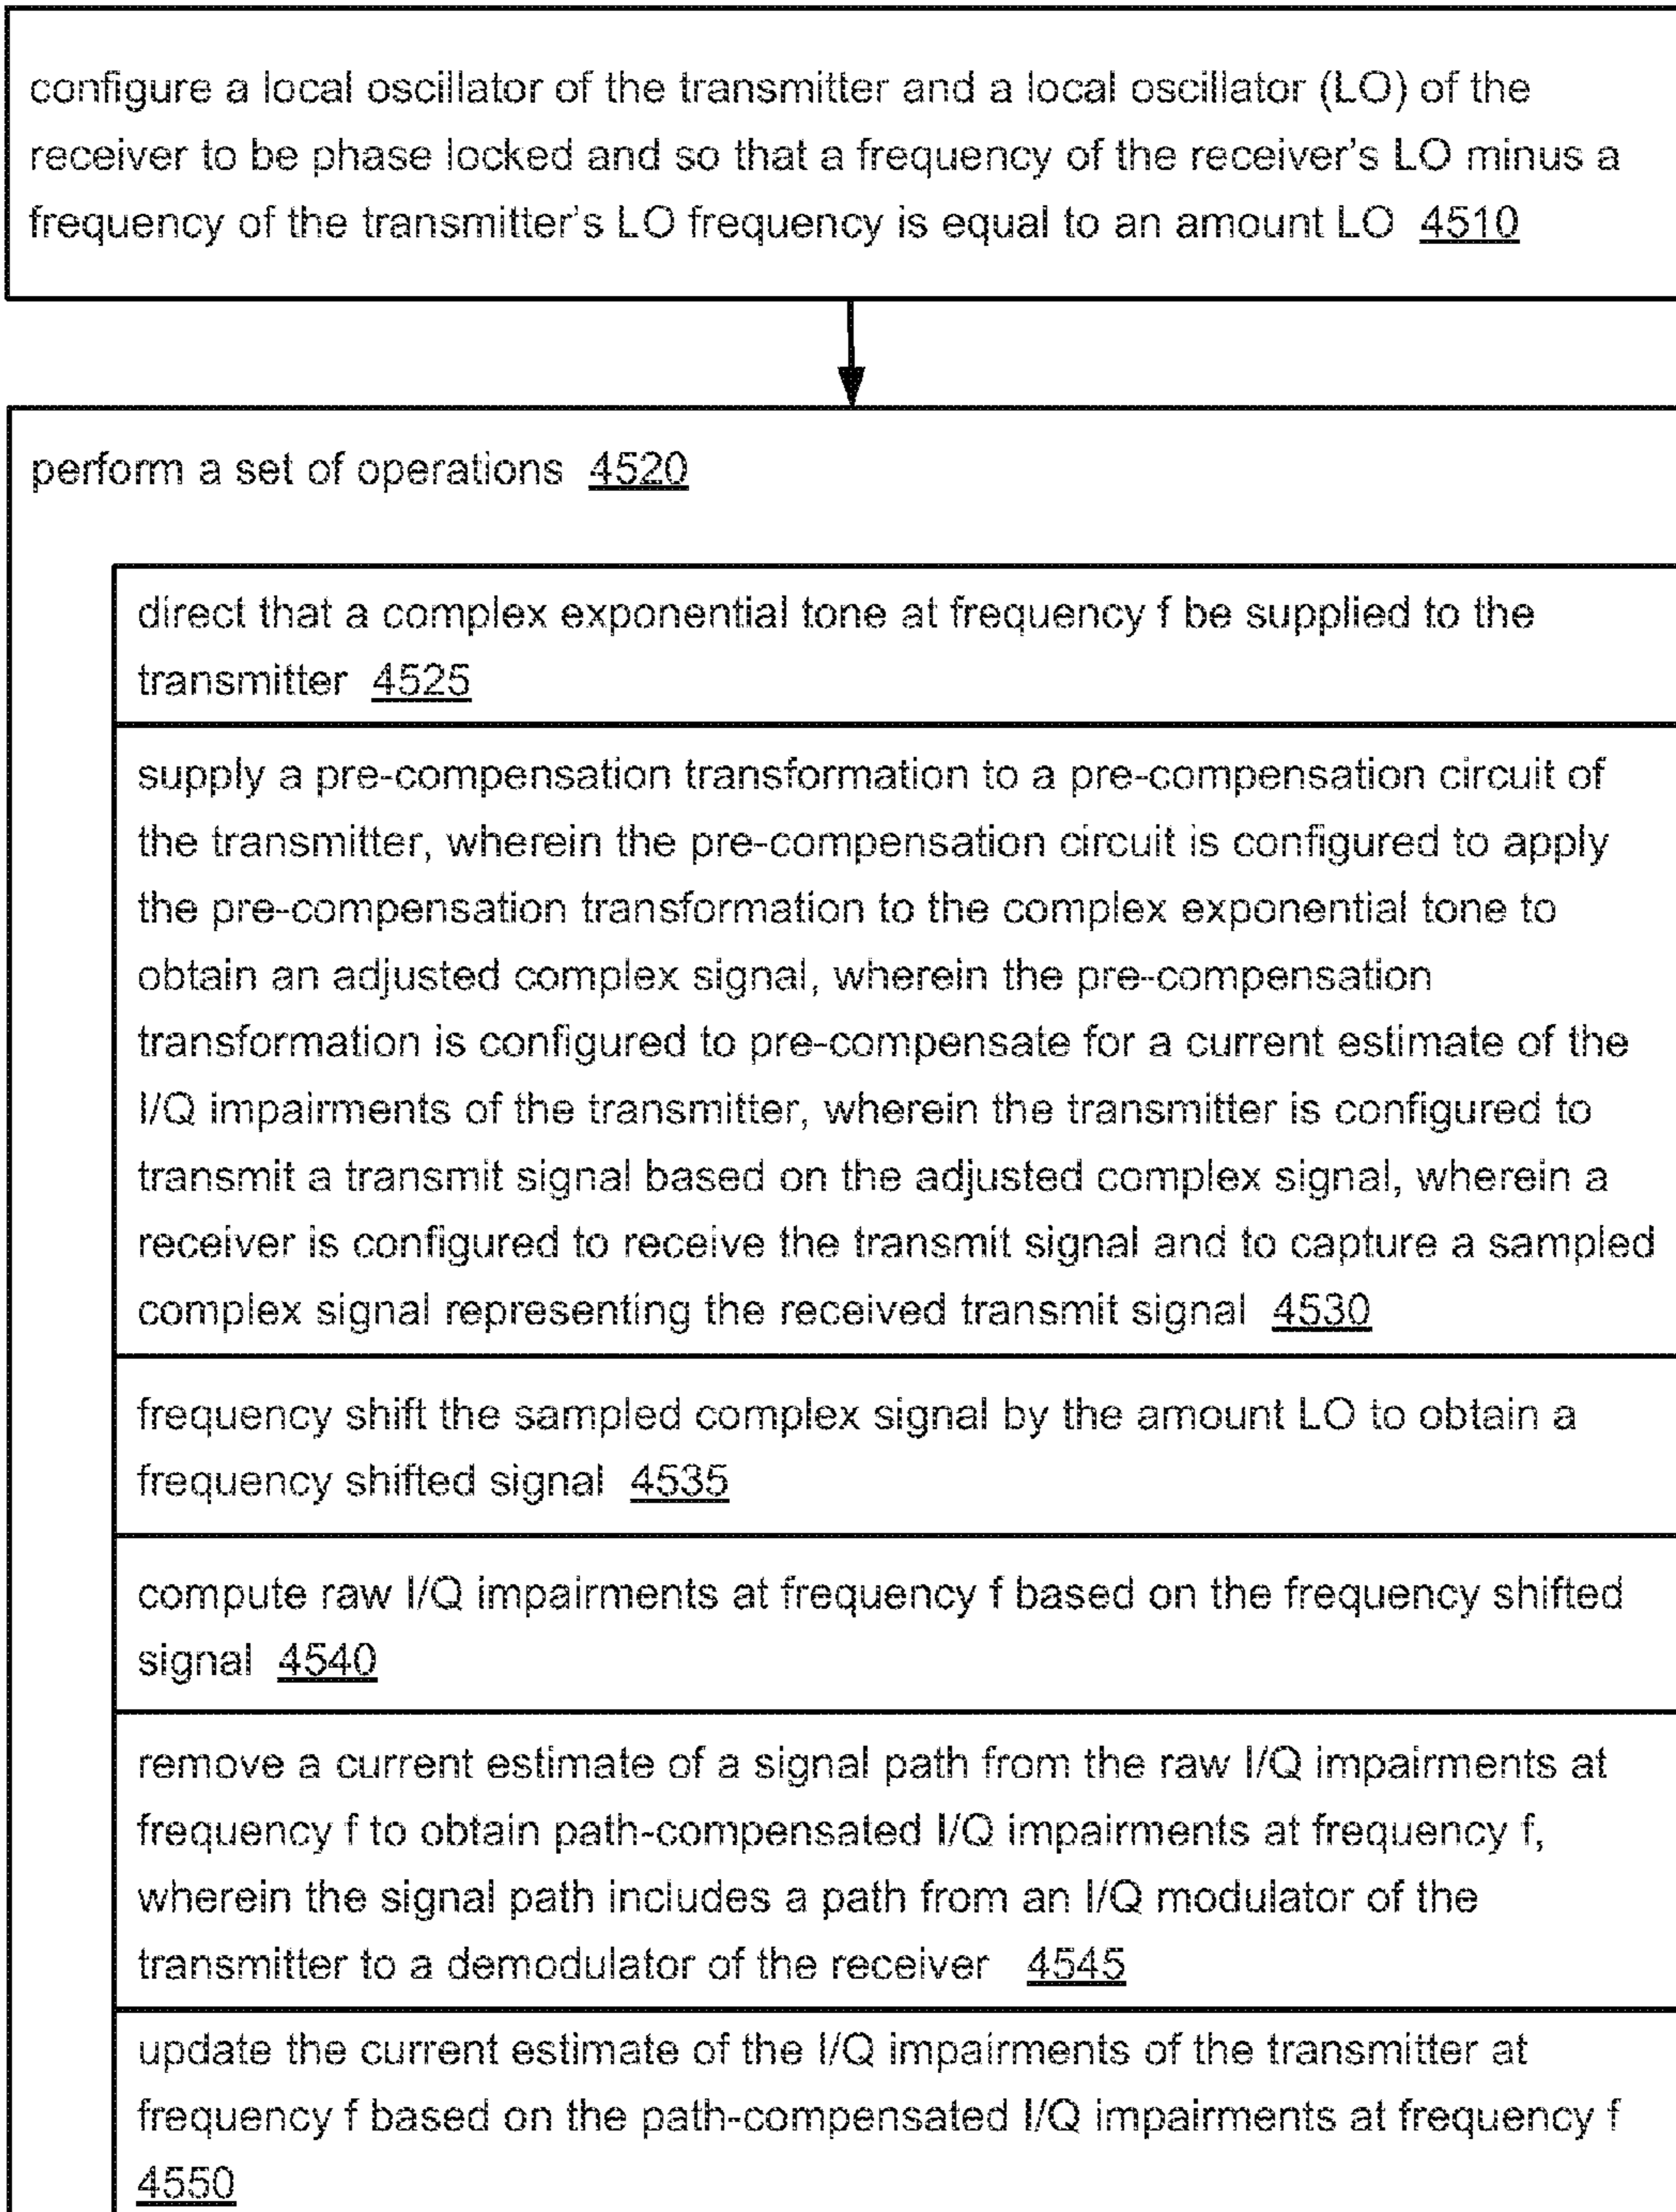 configure a local oscillator of the transmitter and a local oscillator (LO) of the
receiver to be phase locked and so that a frequency of the receiver's LO minus a
frequency of the transmitter's LO frequency is equal to an amount LO 4510
perform a set of operations 4520
direct that a complex exponential tone at frequency f be supplied to the
transmitter 4525
supply a pre-compensation transformation to a pre-compensation circuit of
the transmitter, wherein the pre-compensation circuit is configured to apply
the pre-compensation transformation to the complex exponential tone to
obtain an adjusted complex signal, wherein the pre-compensation
transformation is configured to pre-compensate for a current estimate of the
I/Q impairments of the transmitter, wherein the transmitter is configured to
transmit a transmit signal based on the adjusted complex signal, wherein a
receiver is configured to receive the transmit signal and to capture a sampled
complex signal representing the received transmit signal 4530
frequency shift the sampled complex signal by the amount LO to obtain a
frequency shifted signal 4535
compute raw I/Q impairments at frequency f based on the frequency shifted
signal 4540
remove a current estimate of a signal path from the raw I/Q impairments at
frequency f to obtain path-compensated I/Q impairments at frequency f,
wherein the signal path includes a path from an I/Q modulator of the
transmitter to a demodulator of the receiver 4545
update the current estimate of the I/Q impairments of the transmitter at
frequency f based on the path-compensated I/Q impairments at frequency f
4550